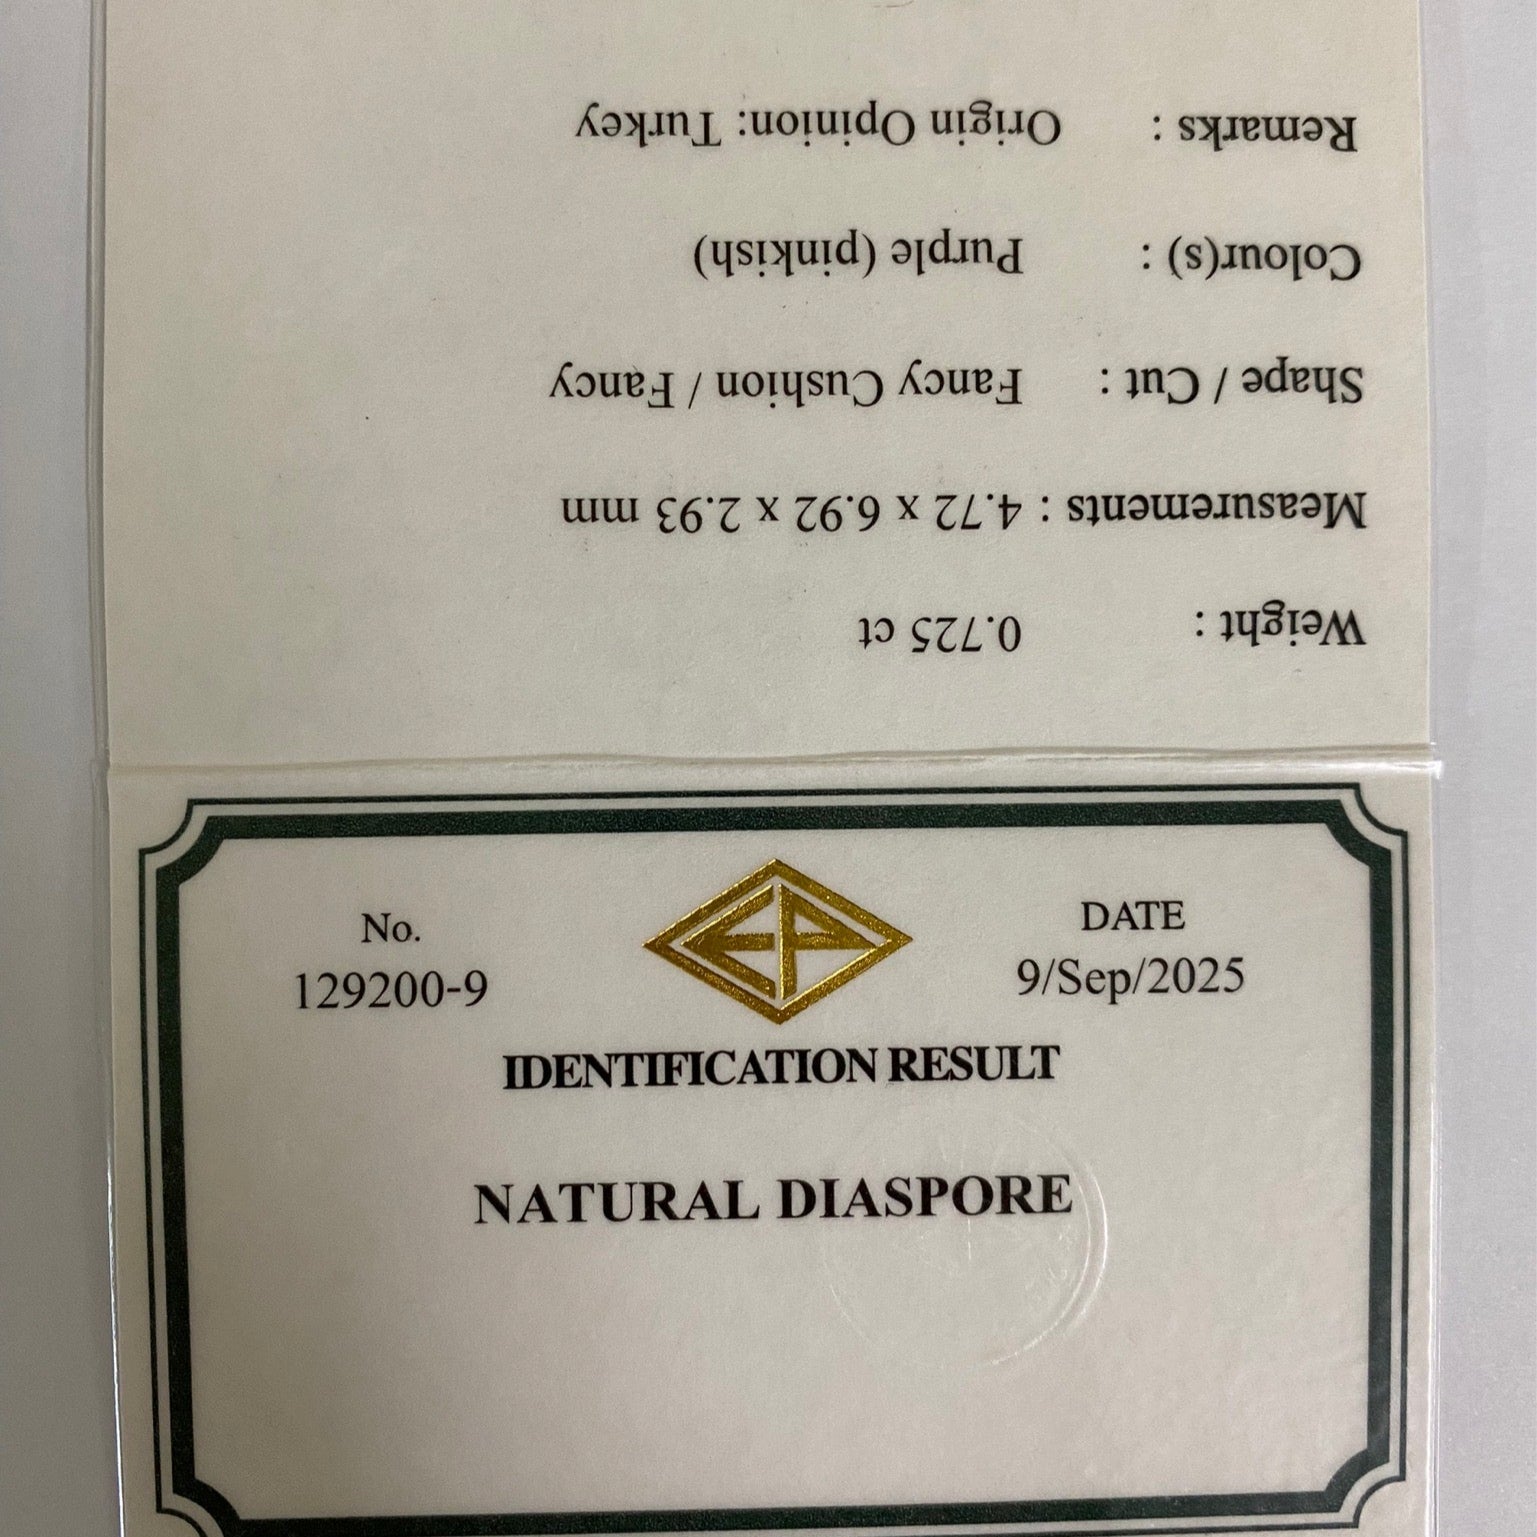 No.
129200-9
EP
DATE
9/Sep/2025
IDENTIFICATION RESULT
NATURAL DIASPORE
Weight : 0.725 ct
Measurements : 4.72 x 6.92 x 2.93 mm
Shape / Cut : Fancy Cushion / Fancy
Colour(s) : Purple (pinkish)
Remarks : Origin Opinion: Turkey